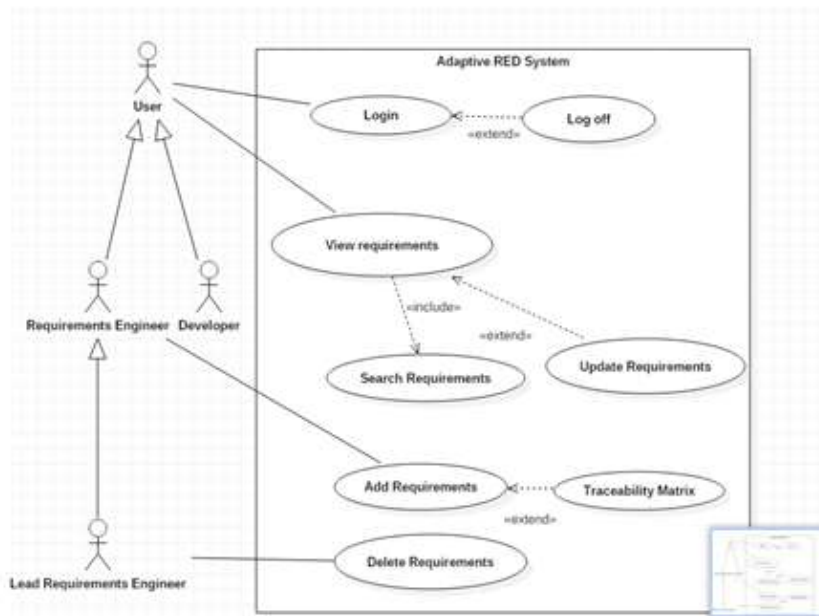 Adaptive RED System
User
Login
Log off
«extend»
View requirements
«include»
«extend»
Requirements Engineer
Developer
Search Requirements
Update Requirements
Add Requirements
Traceability Matrix
«extend»
Delete Requirements
Lead Requirements Engineer